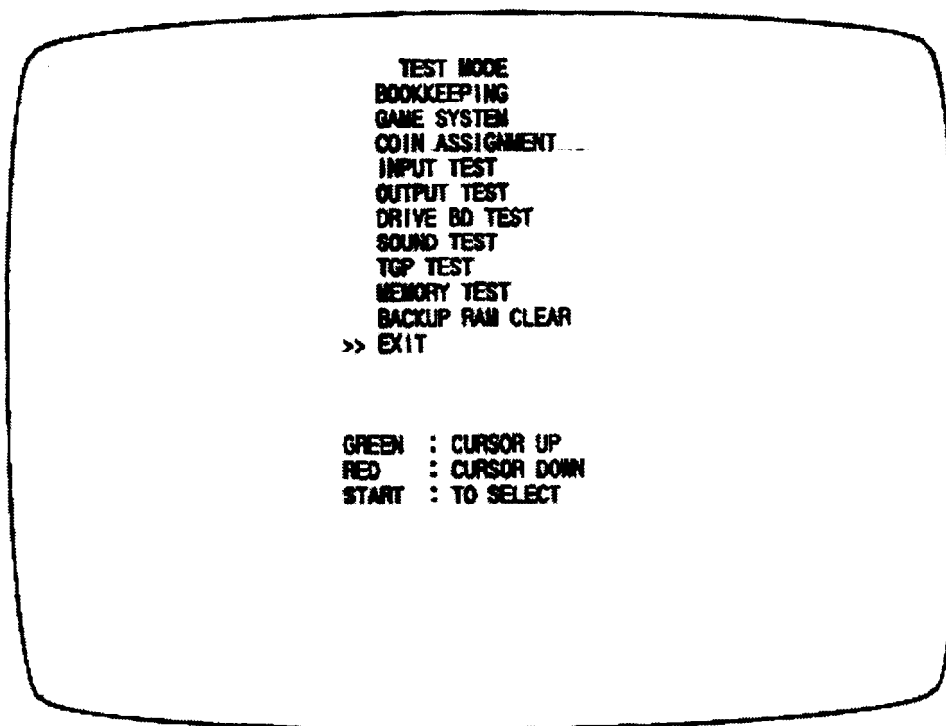 TEST MODE
BOOKKEEPING
GAME SYSTEM
COIN ASSIGNMENT
INPUT TEST
OUTPUT TEST
DRIVE BD TEST
SOUND TEST
TGP TEST
MEMORY TEST
BACKUP RAM CLEAR
>> EXIT
GREEN : CURSOR UP
RED : CURSOR DOWN
START : TO SELECT